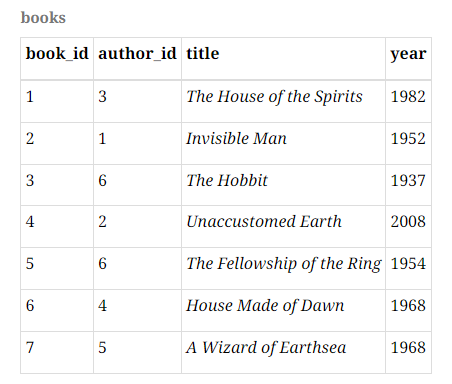 books
book_id author_id title year
1 3 The House of the Spirits 1982
2 1 Invisible Man 1952
3 6 The Hobbit 1937
4 2 Unaccustomed Earth 2008
5 6 The Fellowship of the Ring 1954
6 4 House Made of Dawn 1968
7 5 A Wizard of Earthsea 1968